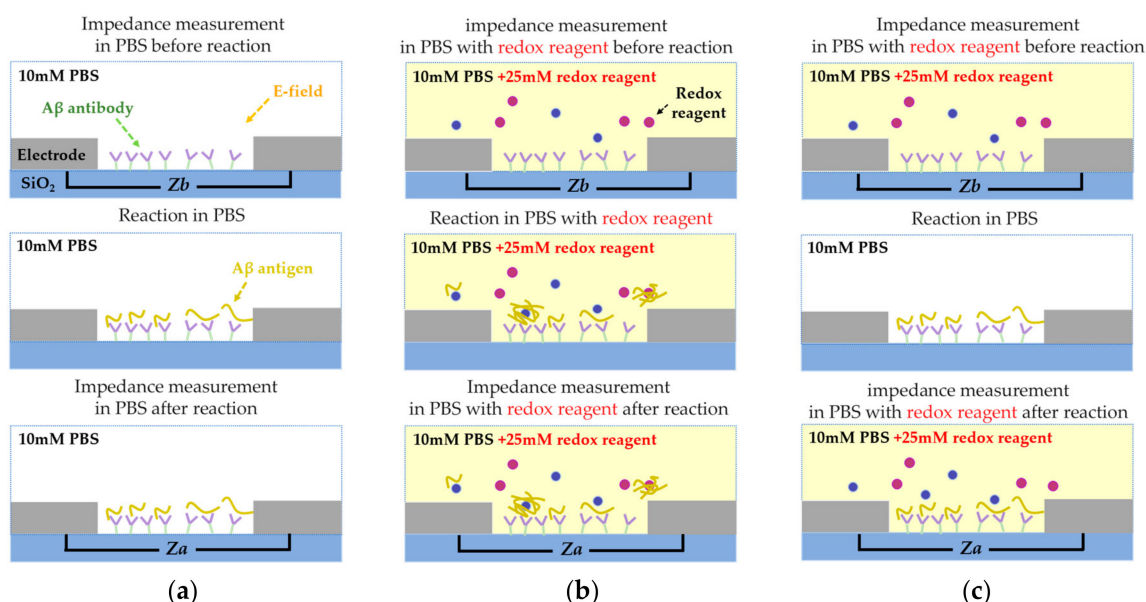 Impedance measurement
in PBS before reaction
10mM PBS
Aβ antibody
E-field
Electrode
SiO2
Zb
Reaction in PBS
10mM PBS
Aβ antigen
Impedance measurement
in PBS after reaction
10mM PBS
Za
(a)
impedance measurement
in PBS with redox reagent before reaction
10mM PBS +25mM redox reagent
Redox
reagent
Zb
Reaction in PBS with redox reagent
10mM PBS +25mM redox reagent
Impedance measurement
in PBS with redox reagent after reaction
10mM PBS +25mM redox reagent
Za
(b)
Impedance measurement
in PBS with redox reagent before reaction
10mM PBS +25mM redox reagent
Zb
Reaction in PBS
10mM PBS
impedance measurement
in PBS with redox reagent after reaction
10mM PBS +25mM redox reagent
Za
(c)